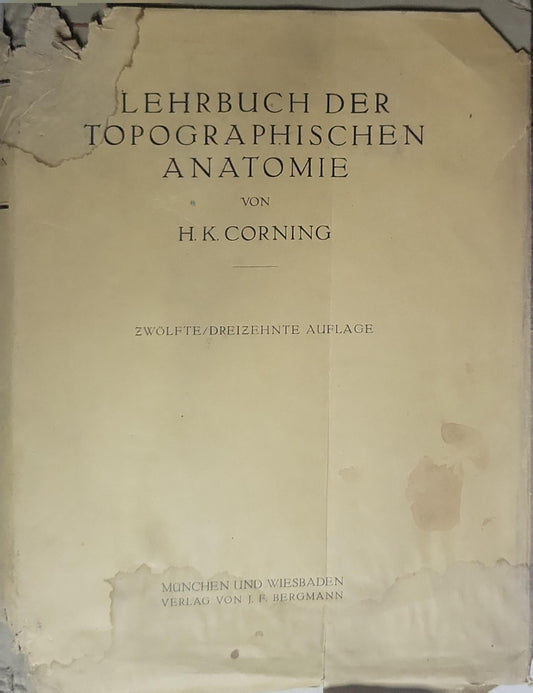 LEHRBUCH DER
TOPOGRAPHISCHEN
ANATOMIE
VON
H. K. CORNING
ZWÖLFTE/DREIZEHNTE AUFLAGE
MÜNCHEN UND WIESBADEN
VERLAG VON J. F. BERGMANN